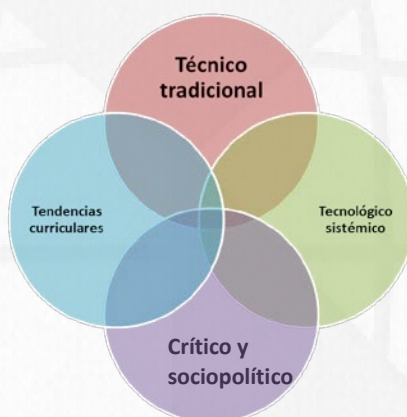 Técnico
tradicional
Tendencias
curriculares
Tecnológico
sistémico
Crítico y
sociopolítico